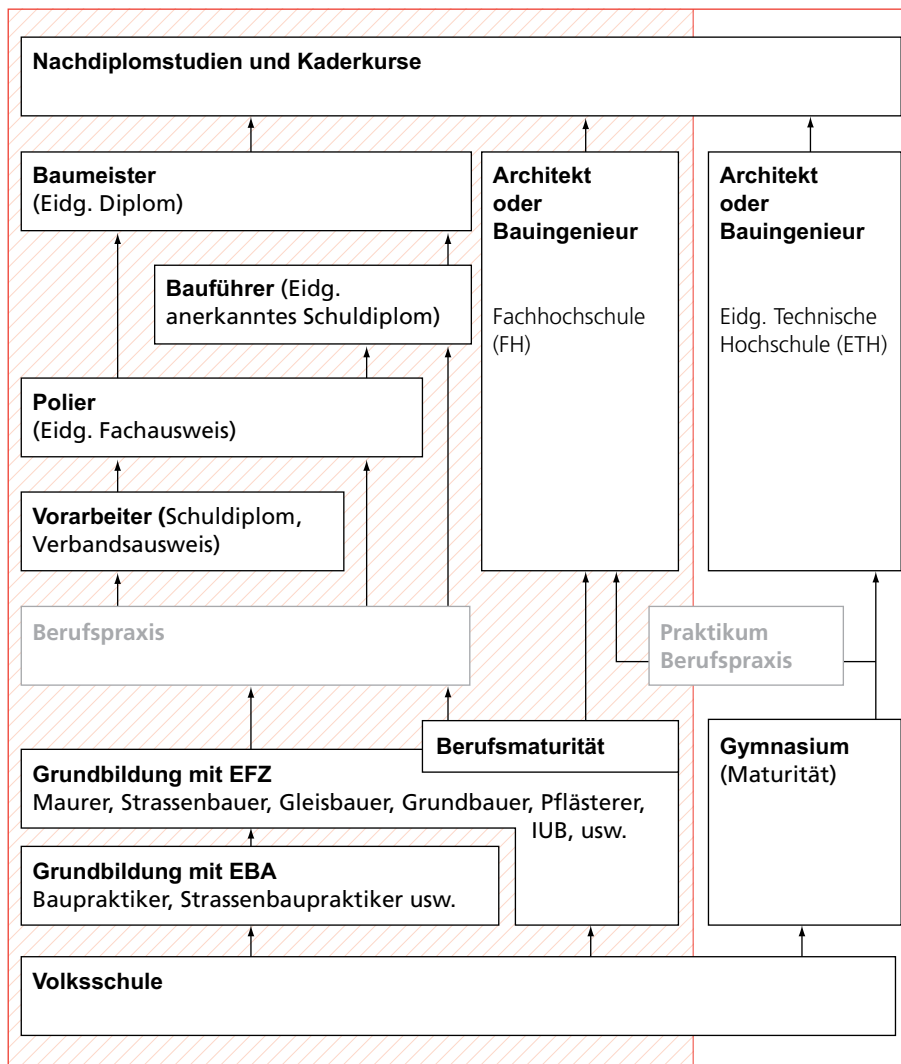 Nachdiplomstudien und Kaderkurse
Baumeister
(Eidg. Diplom)
Architekt
oder
Bauingenieur
Fachhochschule
(FH)
Architekt
oder
Bauingenieur
Eidg. Technische
Hochschule (ETH)
Bauführer (Eidg.
anerkanntes Schuldiplom)
Polier
(Eidg. Fachausweis)
Vorarbeiter (Schuldiplom,
Verbandsausweis)
Berufspraxis
Praktikum
Berufspraxis
Berufsmaturität
Gymnasium
(Maturität)
Grundbildung mit EFZ
Maurer, Strassenbauer, Gleisbauer, Grundbauer, Pflästerer,
IUB, usw.
Grundbildung mit EBA
Baupraktiker, Strassenbaupraktiker usw.
Volksschule